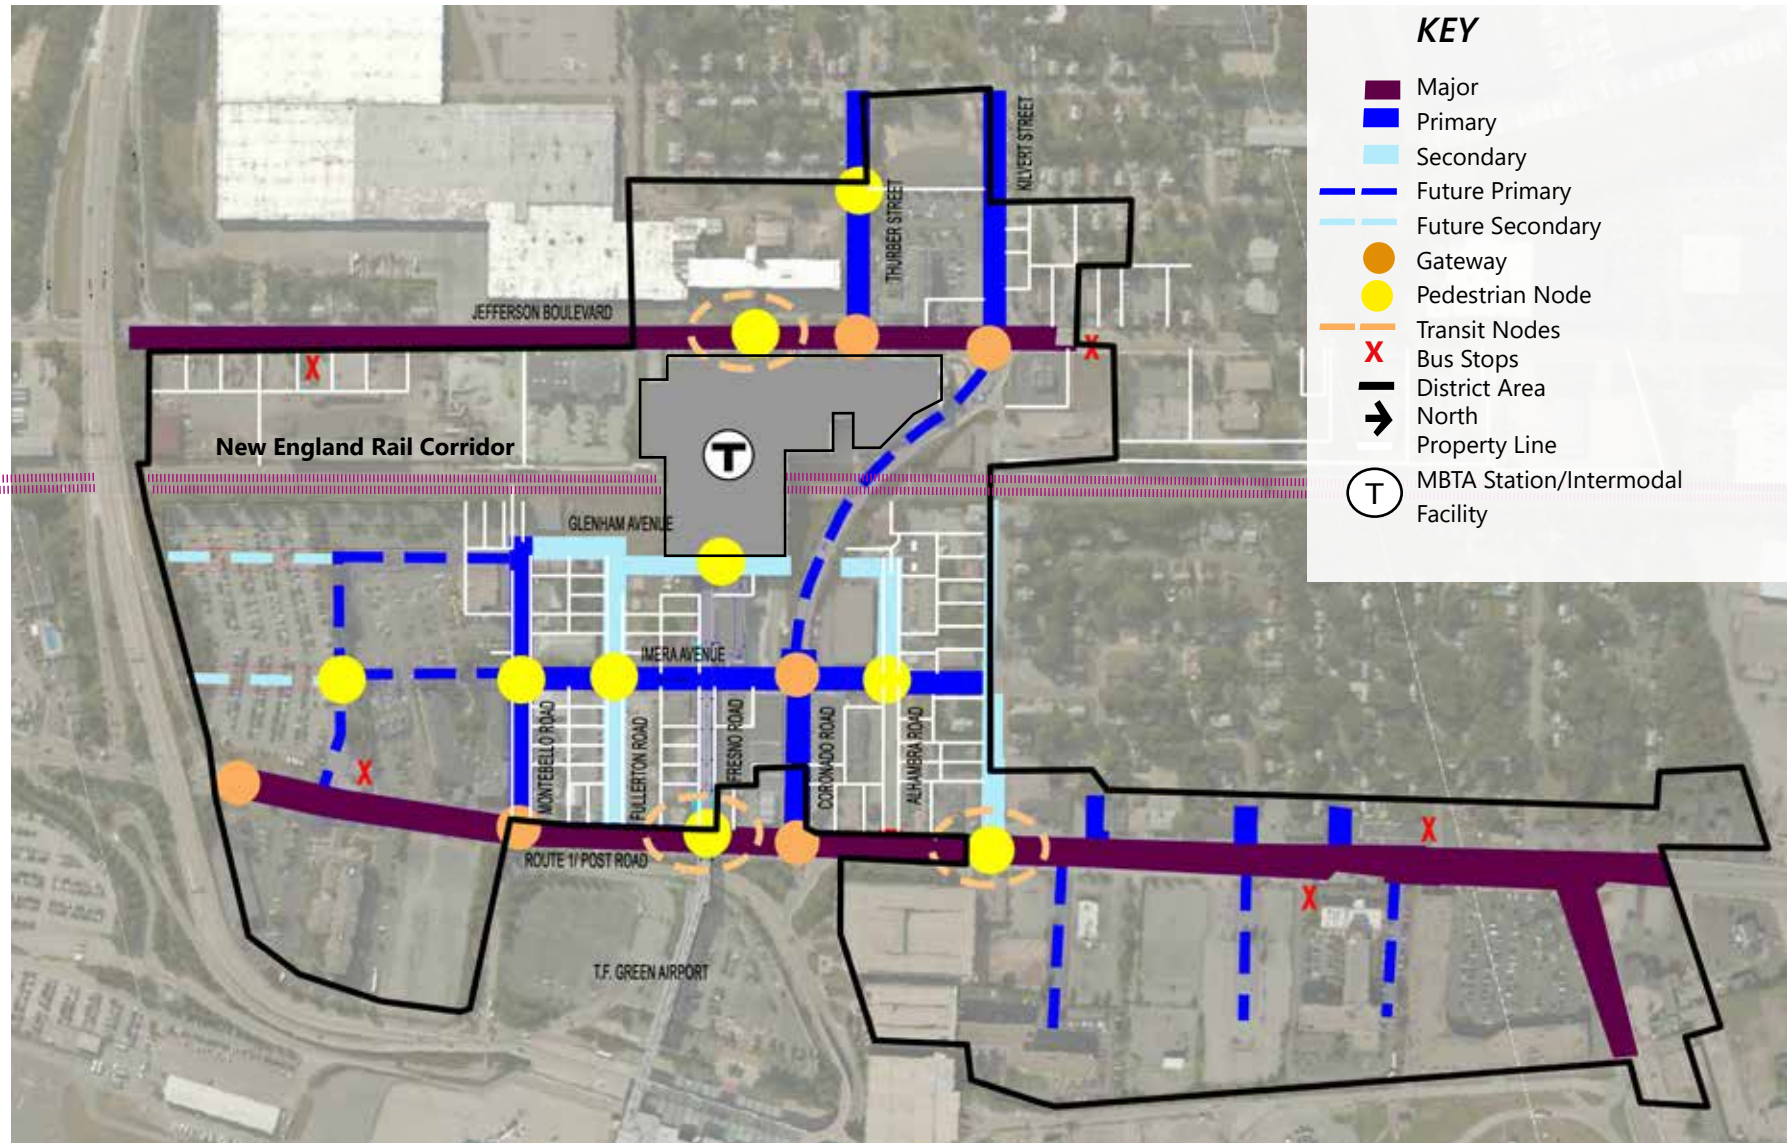 KEY
Major
Primary
Secondary
Future Primary
Future Secondary
Gateway
Pedestrian Node
Transit Nodes
X
Bus Stops
District Area
North
Property Line
T
MBTA Station/Intermodal
Facility
KILVERT STREET
THURBER STREET
JEFFERSON BOULEVARD
X
X
New England Rail Corridor
T
GLENHAM AVENUE
IMERA AVENUE
MONTEBELLO ROAD
FULLERTON ROAD
FRESNO ROAD
CORONADO ROAD
ALHAMBRA ROAD
X
X
X
ROUTE 1/ POST ROAD
T.F. GREEN AIRPORT